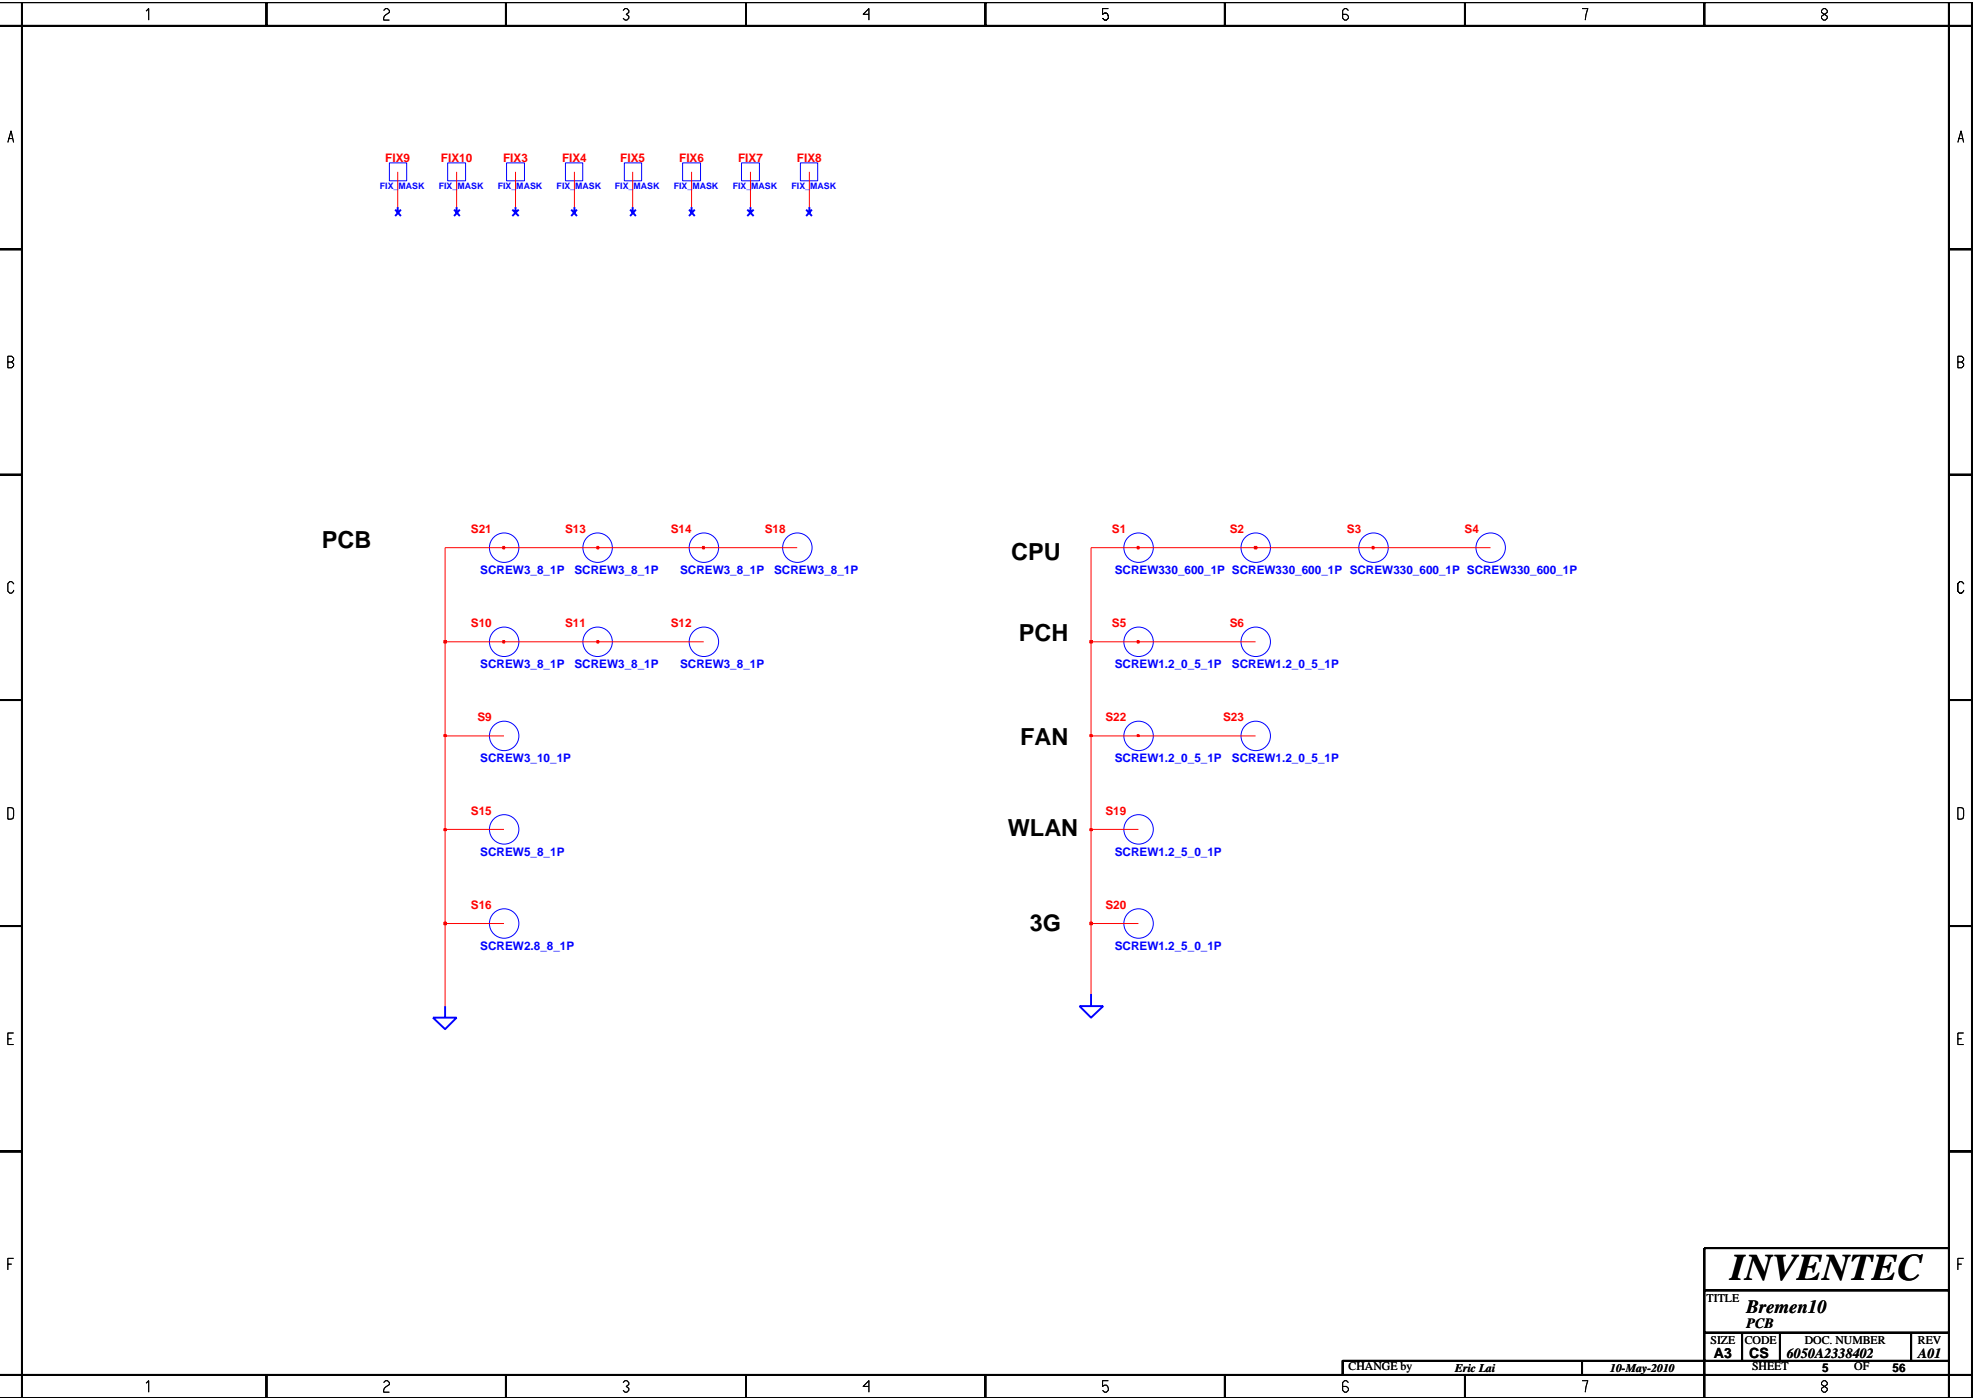 1 2 3 4 5 6 7 8
A A
FIX9 FIX10 FIX3 FIX4 FIX5 FIX6 FIX7 FIX8
FIX_MASK FIX_MASK FIX_MASK FIX_MASK FIX_MASK FIX_MASK FIX_MASK FIX_MASK
B B
PCB
S21 S13 S14 S18
SCREW3_8_1P SCREW3_8_1P SCREW3_8_1P SCREW3_8_1P
CPU
S1 S2 S3 S4
SCREW330_600_1P SCREW330_600_1P SCREW330_600_1P SCREW330_600_1P
C C
S10 S11 S12
SCREW3_8_1P SCREW3_8_1P SCREW3_8_1P
PCH
S5 S6
SCREW1.2_0_5_1P SCREW1.2_0_5_1P
S9
SCREW3_10_1P
FAN
S22 S23
SCREW1.2_0_5_1P SCREW1.2_0_5_1P
D D
S15
SCREW5_8_1P
WLAN
S19
SCREW1.2_5_0_1P
S16
SCREW2.8_8_1P
3G
S20
SCREW1.2_5_0_1P
E E
F F
INVENTEC
TITLE Bremen10
PCB
SIZE CODE DOC. NUMBER REV
A3 CS 6050A2338402 A01
CHANGE by Eric Lai 10-May-2010 SHEET 5 OF 56
1 2 3 4 5 6 7 8